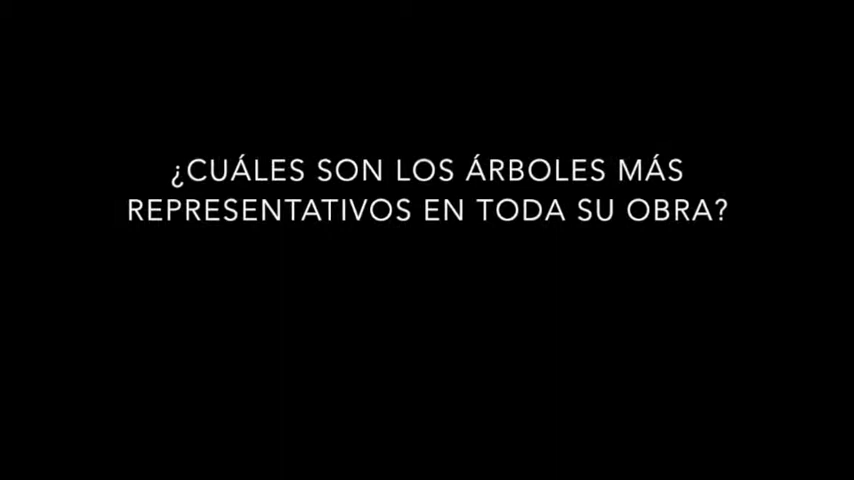 ¿CUÁLES SON LOS ÁRBOLES MÁS
REPRESENTATIVOS EN TODA SU OBRA?